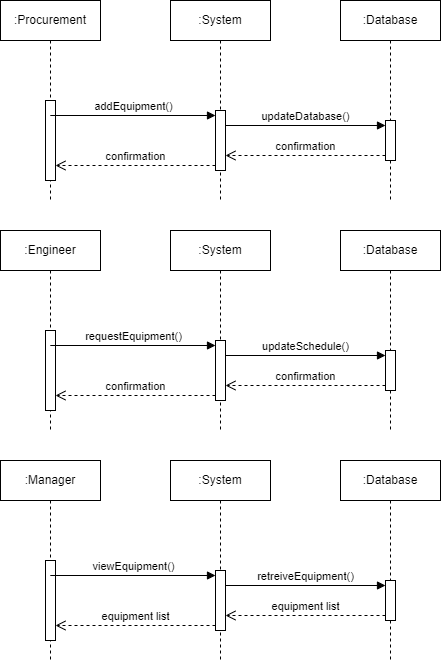 :Procurement
:System
:Database
addEquipment()
updateDatabase()
confirmation
confirmation
:Engineer
:System
:Database
requestEquipment()
updateSchedule()
confirmation
confirmation
:Manager
:System
:Database
viewEquipment()
retreiveEquipment()
equipment list
equipment list